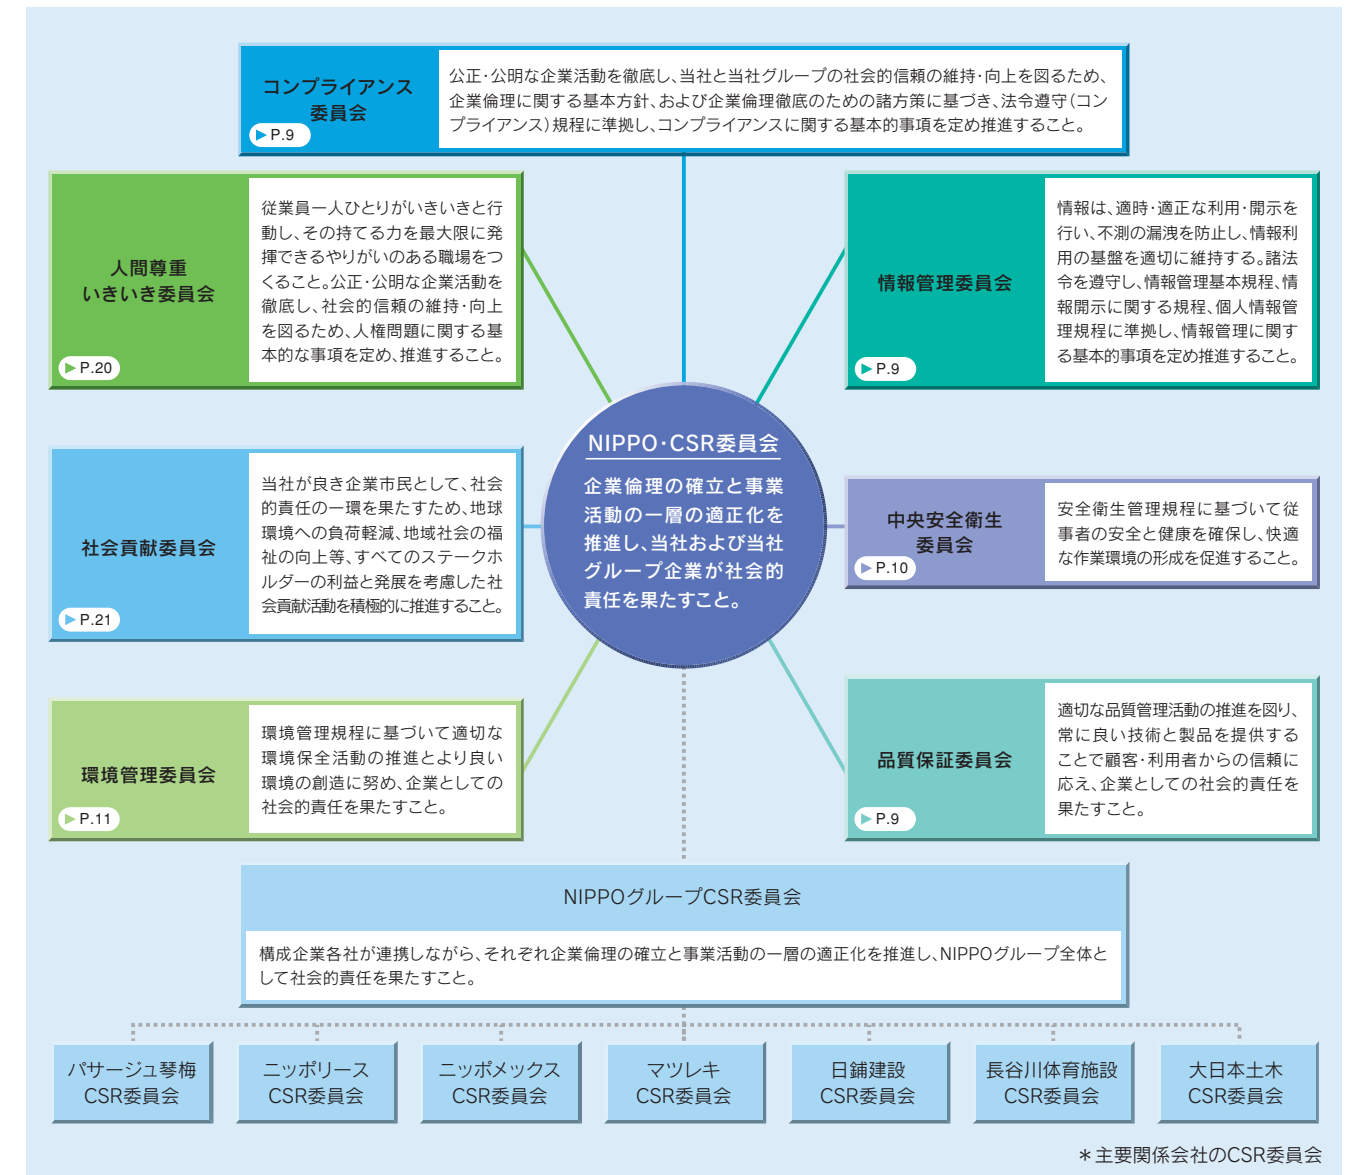 コンプライアンス
委員会
P.9
公正・公明な企業活動を徹底し、当社と当社グループの社会的信頼の維持・向上を図るため、
企業倫理に関する基本方針、および企業倫理徹底のための諸方策に基づき、法令遵守（コン
プライアンス）規程に準拠し、コンプライアンスに関する基本的事項を定め推進すること。
人間尊重
いきいき委員会
P.20
従業員一人ひとりがいきいきと行
動し、その持てる力を最大限に発
揮できるやりがいのある職場をつ
くること。公正・公明な企業活動を
徹底し、社会的信頼の維持・向上
を図るため、人権問題に関する基
本的な事項を定め、推進すること。
情報管理委員会
P.9
情報は、適時・適正な利用・開示を
行い、不測の漏洩を防止し、情報利
用の基盤を適切に維持する。諸法
令を遵守し、情報管理基本規程、情
報開示に関する規程、個人情報管
理規程に準拠し、情報管理に関す
る基本的事項を定め推進すること。
NIPPO・CSR委員会
企業倫理の確立と事業
活動の一層の適正化を
推進し、当社および当社
グループ企業が社会的
責任を果たすこと。
社会貢献委員会
P.21
当社が良き企業市民として、社会
的責任の一環を果たすため、地球
環境への負荷軽減、地域社会の福
祉の向上等、すべてのステークホ
ルダーの利益と発展を考慮した社
会貢献活動を積極的に推進すること。
中央安全衛生
委員会
P.10
安全衛生管理規程に基づいて従
事者の安全と健康を確保し、快適
な作業環境の形成を促進すること。
環境管理委員会
P.11
環境管理規程に基づいて適切な
環境保全活動の推進とより良い
環境の創造に努め、企業としての
社会的責任を果たすこと。
品質保証委員会
P.9
適切な品質管理活動の推進を図り、
常に良い技術と製品を提供する
ことで顧客・利用者からの信頼に
応え、企業としての社会的責任を
果たすこと。
NIPPOグループCSR委員会
構成企業各社が連携しながら、それぞれ企業倫理の確立と事業活動の一層の適正化を推進し、NIPPOグループ全体と
して社会的責任を果たすこと。
パサージュ琴梅
CSR委員会
ニッポリース
CSR委員会
ニッポメックス
CSR委員会
マツレキ
CSR委員会
日鋪建設
CSR委員会
長谷川体育施設
CSR委員会
大日本土木
CSR委員会
＊主要関係会社のCSR委員会